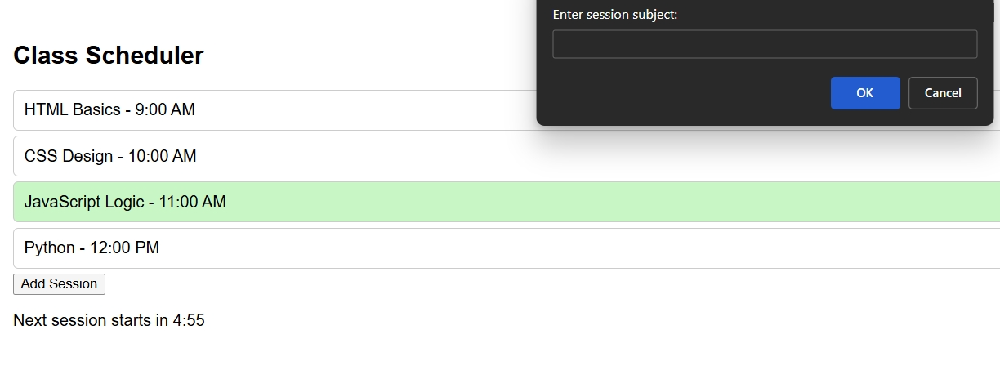 Enter session subject:
OK
Cancel
Class Scheduler
HTML Basics - 9:00 AM
CSS Design - 10:00 AM
JavaScript Logic - 11:00 AM
Python - 12:00 PM
Add Session
Next session starts in 4:55